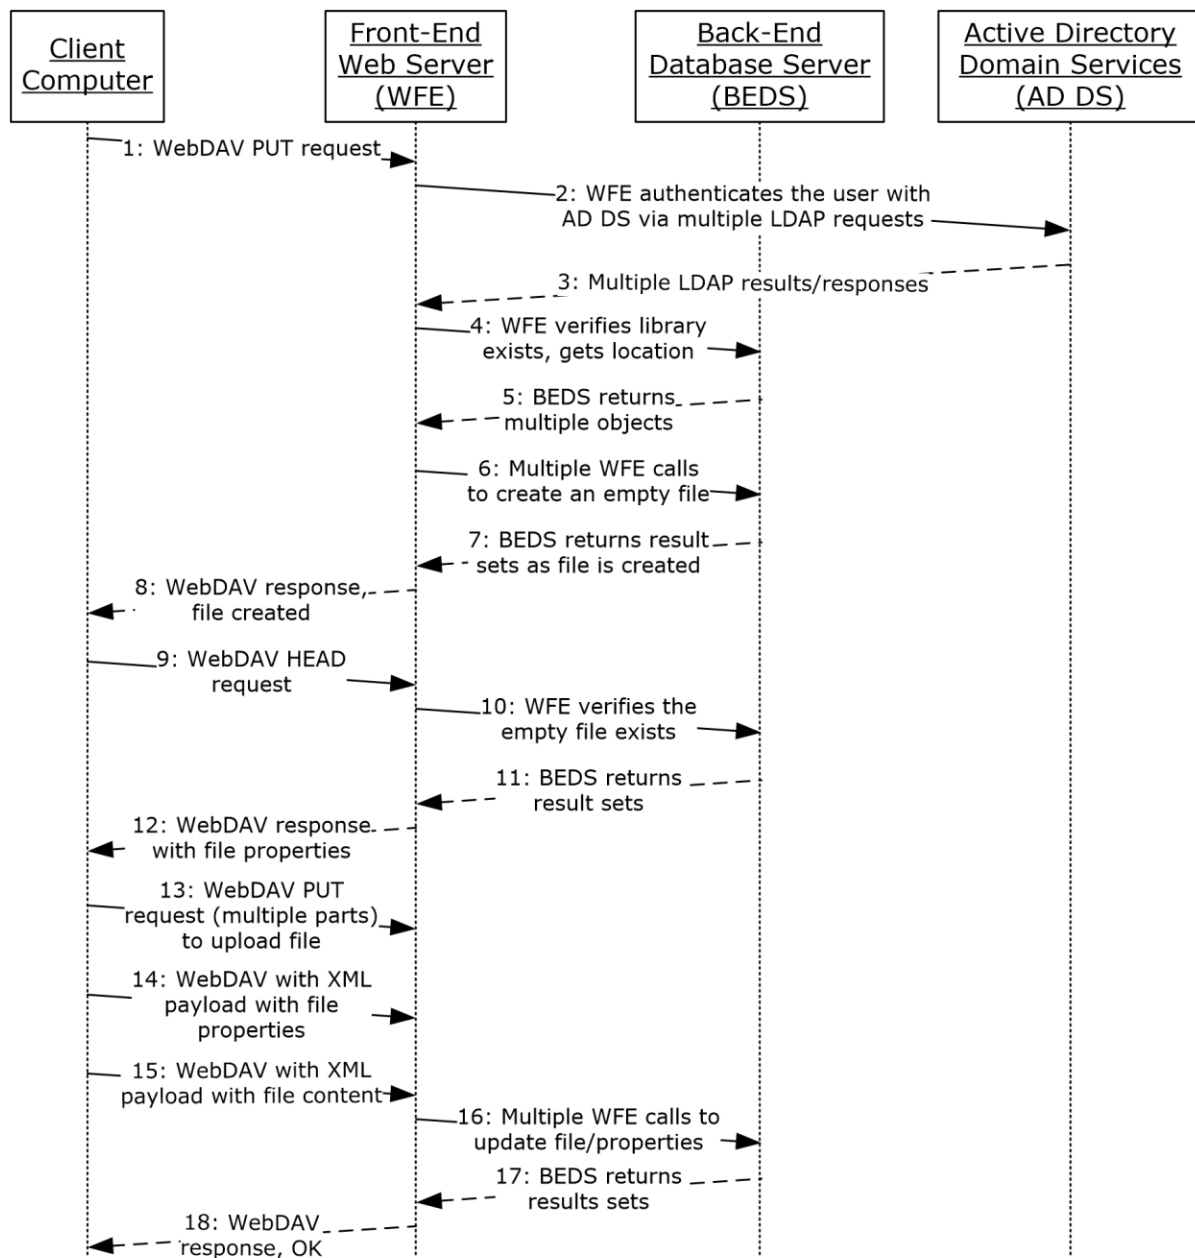 Client
Computer
Front-End
Web Server
(WFE)
Back-End
Database Server
(BEDS)
Active Directory
Domain Services
(AD DS)
1: WebDAV PUT request
2: WFE authenticates the user with
AD DS via multiple LDAP requests
3: Multiple LDAP results/responses
4: WFE verifies library
exists, gets location
5: BEDS returns
multiple objects
6: Multiple WFE calls
to create an empty file
7: BEDS returns result
sets as file is created
8: WebDAV response,
file created
9: WebDAV HEAD
request
10: WFE verifies the
empty file exists
11: BEDS returns
result sets
12: WebDAV response
with file properties
13: WebDAV PUT
request (multiple parts)
to upload file
14: WebDAV with XML
payload with file
properties
15: WebDAV with XML
payload with file content
16: Multiple WFE calls to
update file/properties
17: BEDS returns
results sets
18: WebDAV
response, OK